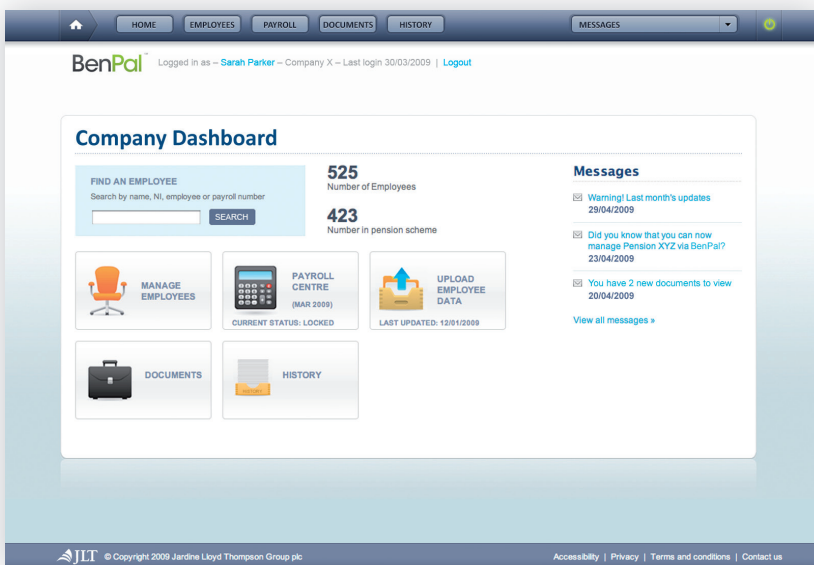 HOME EMPLOYEES PAYROLL DOCUMENTS HISTORY MESSAGES
BenPal™ Logged in as – Sarah Parker – Company X – Last login 30/03/2009 | Logout
Company Dashboard
FIND AN EMPLOYEE
Search by name, NI, employee or payroll number
SEARCH
525
Number of Employees
423
Number in pension scheme
Messages
Warning! Last month's updates
29/04/2009
Did you know that you can now
manage Pension XYZ via BenPal?
23/04/2009
You have 2 new documents to view
20/04/2009
View all messages »
MANAGE
EMPLOYEES
PAYROLL
CENTRE
(MAR 2009)
CURRENT STATUS: LOCKED
UPLOAD
EMPLOYEE
DATA
LAST UPDATED: 12/01/2009
DOCUMENTS
HISTORY
HISTORY
JLT © Copyright 2009 Jardine Lloyd Thompson Group plc
Accessibility | Privacy | Terms and conditions | Contact us